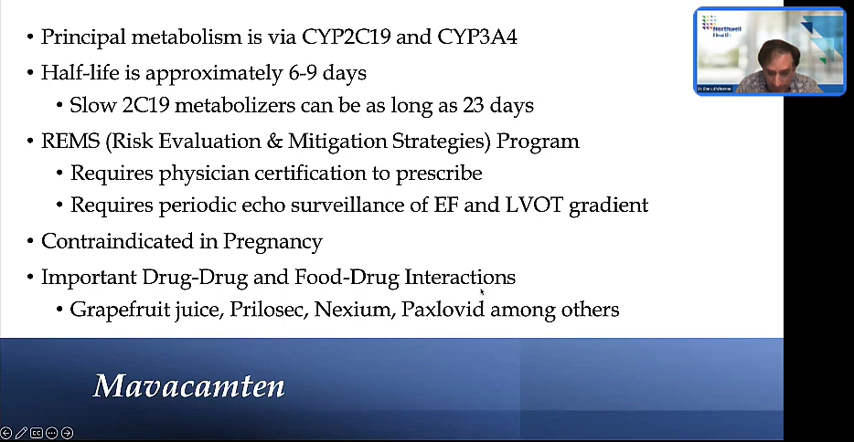 • Principal metabolism is via CYP2C19 and CYP3A4
• Half-life is approximately 6-9 days
• Slow 2C19 metabolizers can be as long as 23 days
• REMS (Risk Evaluation & Mitigation Strategies) Program
• Requires physician certification to prescribe
• Requires periodic echo surveillance of EF and LVOT gradient
• Contraindicated in Pregnancy
• Important Drug-Drug and Food-Drug Interactions
• Grapefruit juice, Prilosec, Nexium, Paxlovid among others
Mavacamten
Northwell
Health
CC